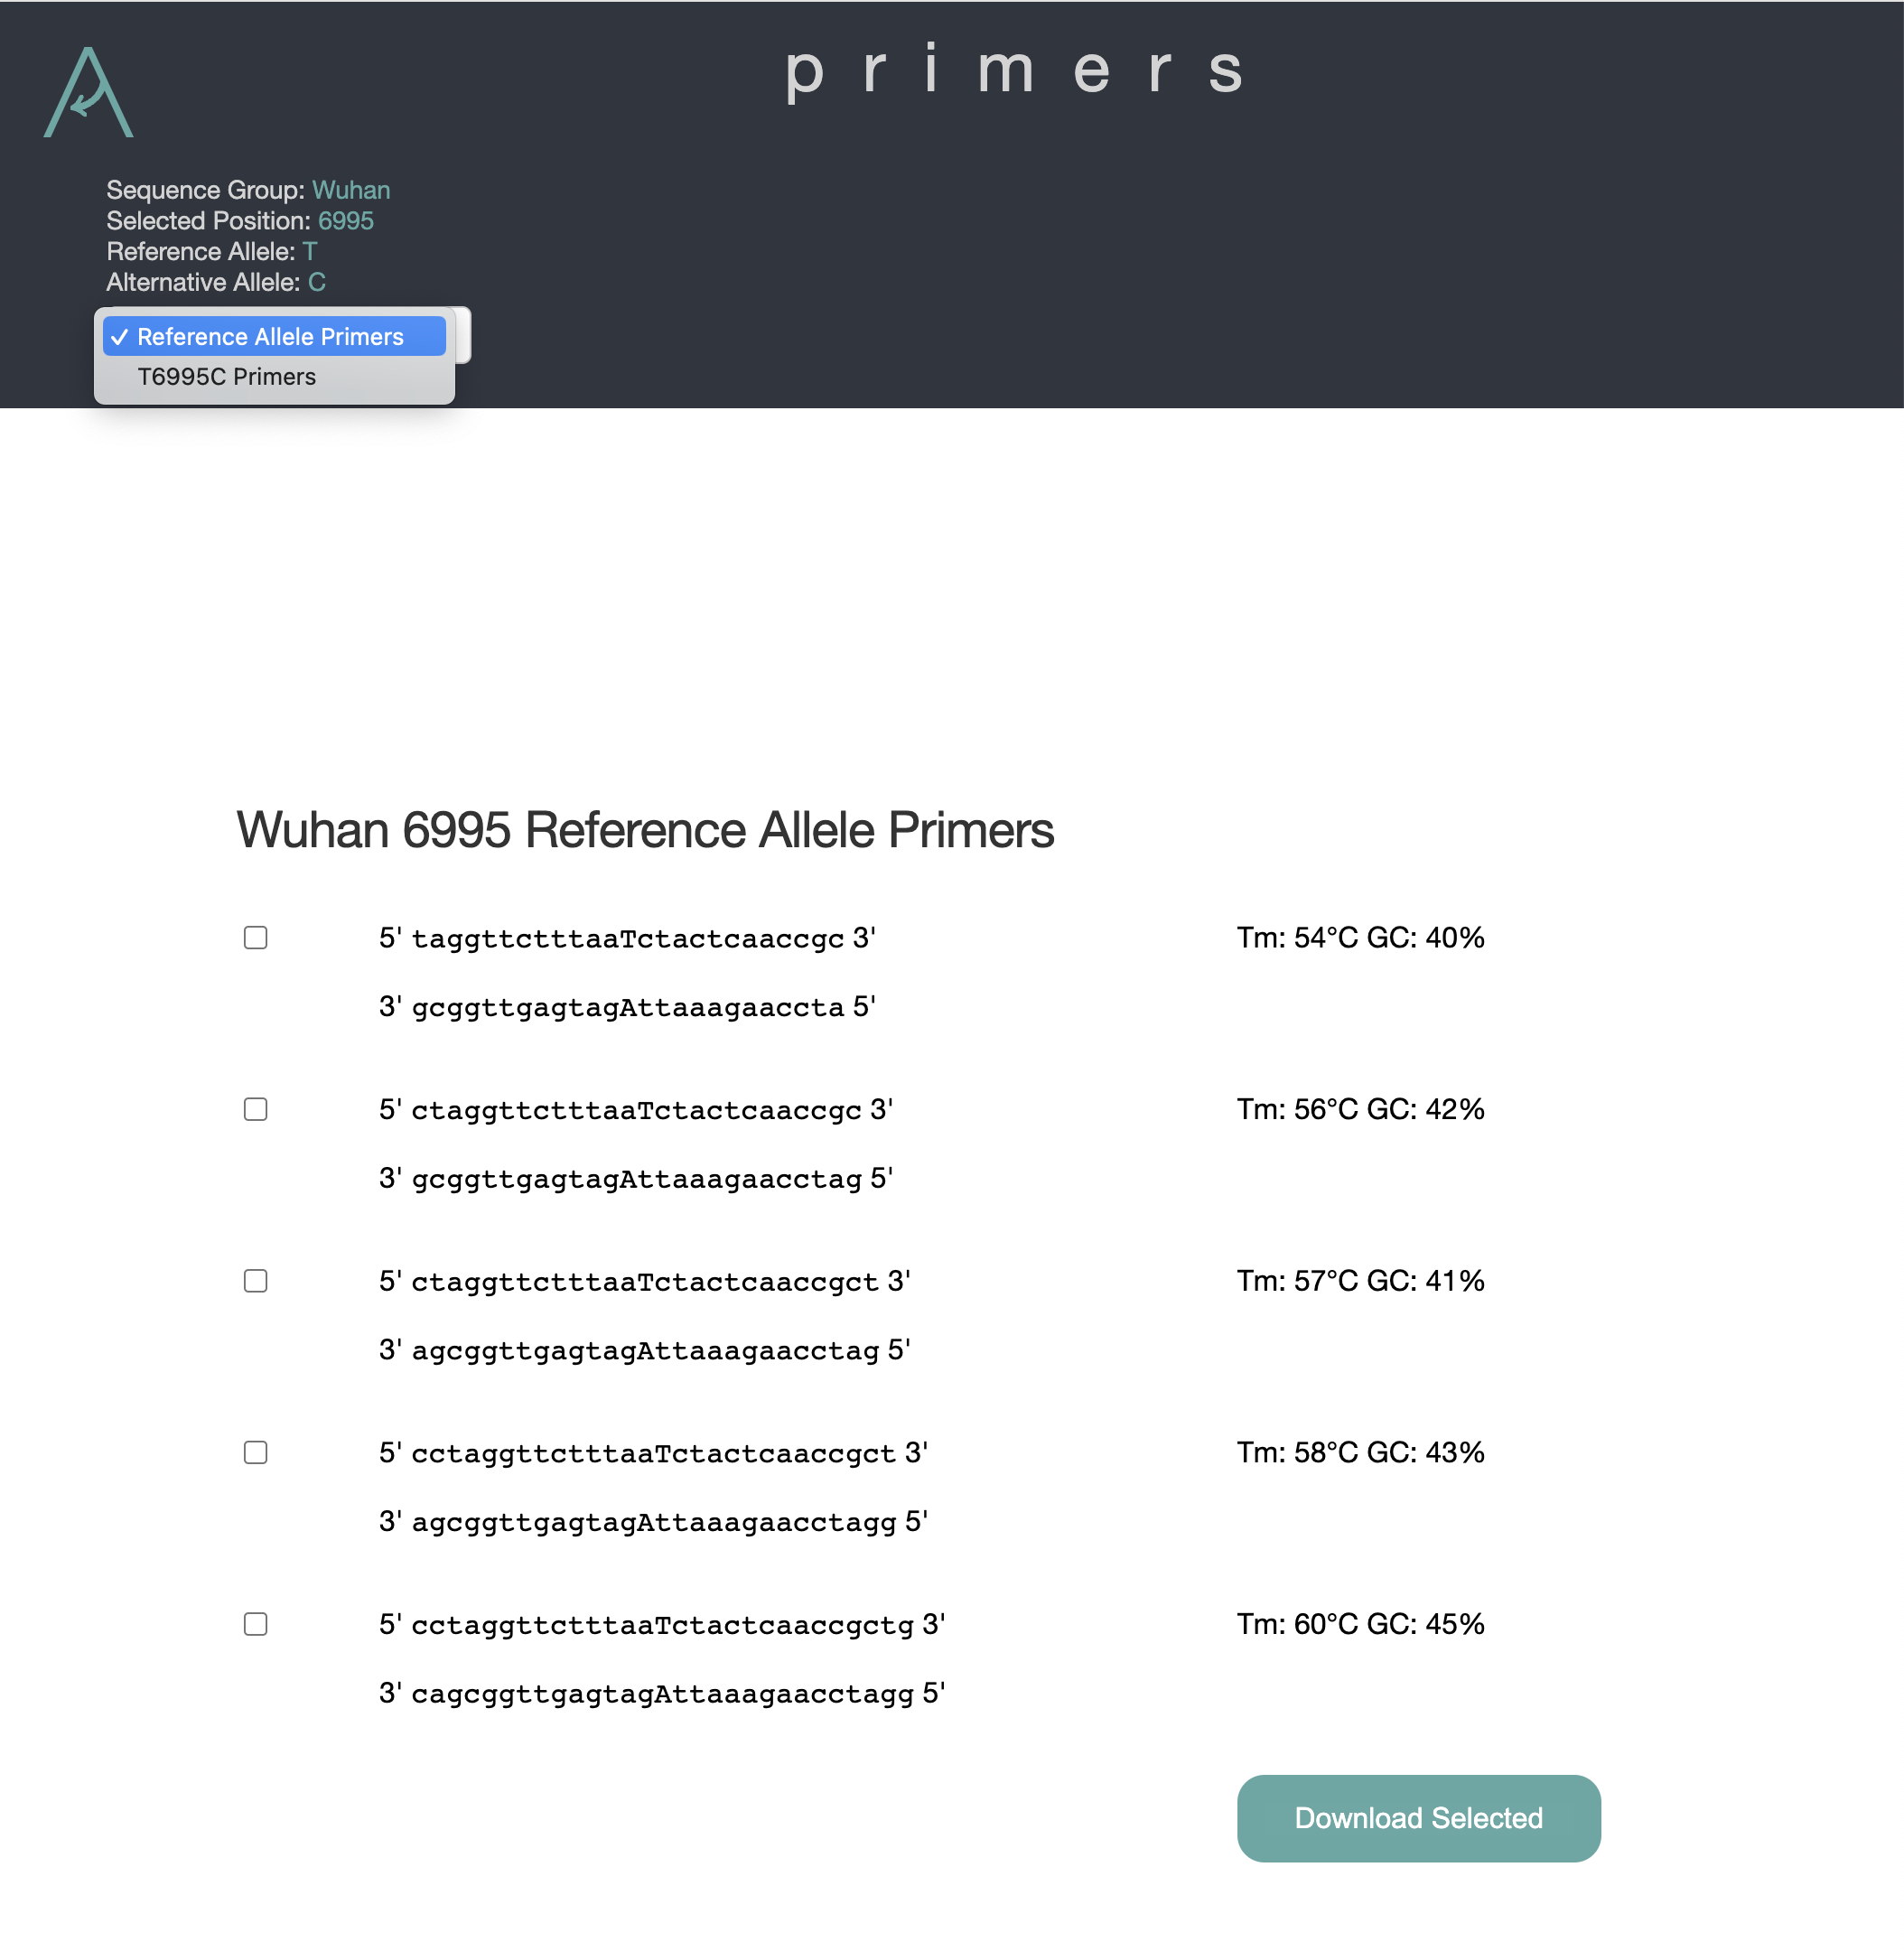 primers
Sequence Group: Wuhan
Selected Position: 6995
Reference Allele: T
Alternative Allele: C
✓ Reference Allele Primers
T6995C Primers
Wuhan 6995 Reference Allele Primers
5' taggttctttaaTctactcaaccgc 3' Tm: 54°C GC: 40%
3' gcggttgagtagAttaaagaaccta 5'
5' ctaggttctttaaTctactcaaccgc 3' Tm: 56°C GC: 42%
3' gcggttgagtagAttaaagaacctag 5'
5' ctaggttctttaaTctactcaaccgct 3' Tm: 57°C GC: 41%
3' agcggttgagtagAttaaagaacctag 5'
5' cctaggttctttaaTctactcaaccgct 3' Tm: 58°C GC: 43%
3' agcggttgagtagAttaaagaacctagg 5'
5' cctaggttctttaaTctactcaaccgctg 3' Tm: 60°C GC: 45%
3' cagcggttgagtagAttaaagaacctagg 5'
Download Selected